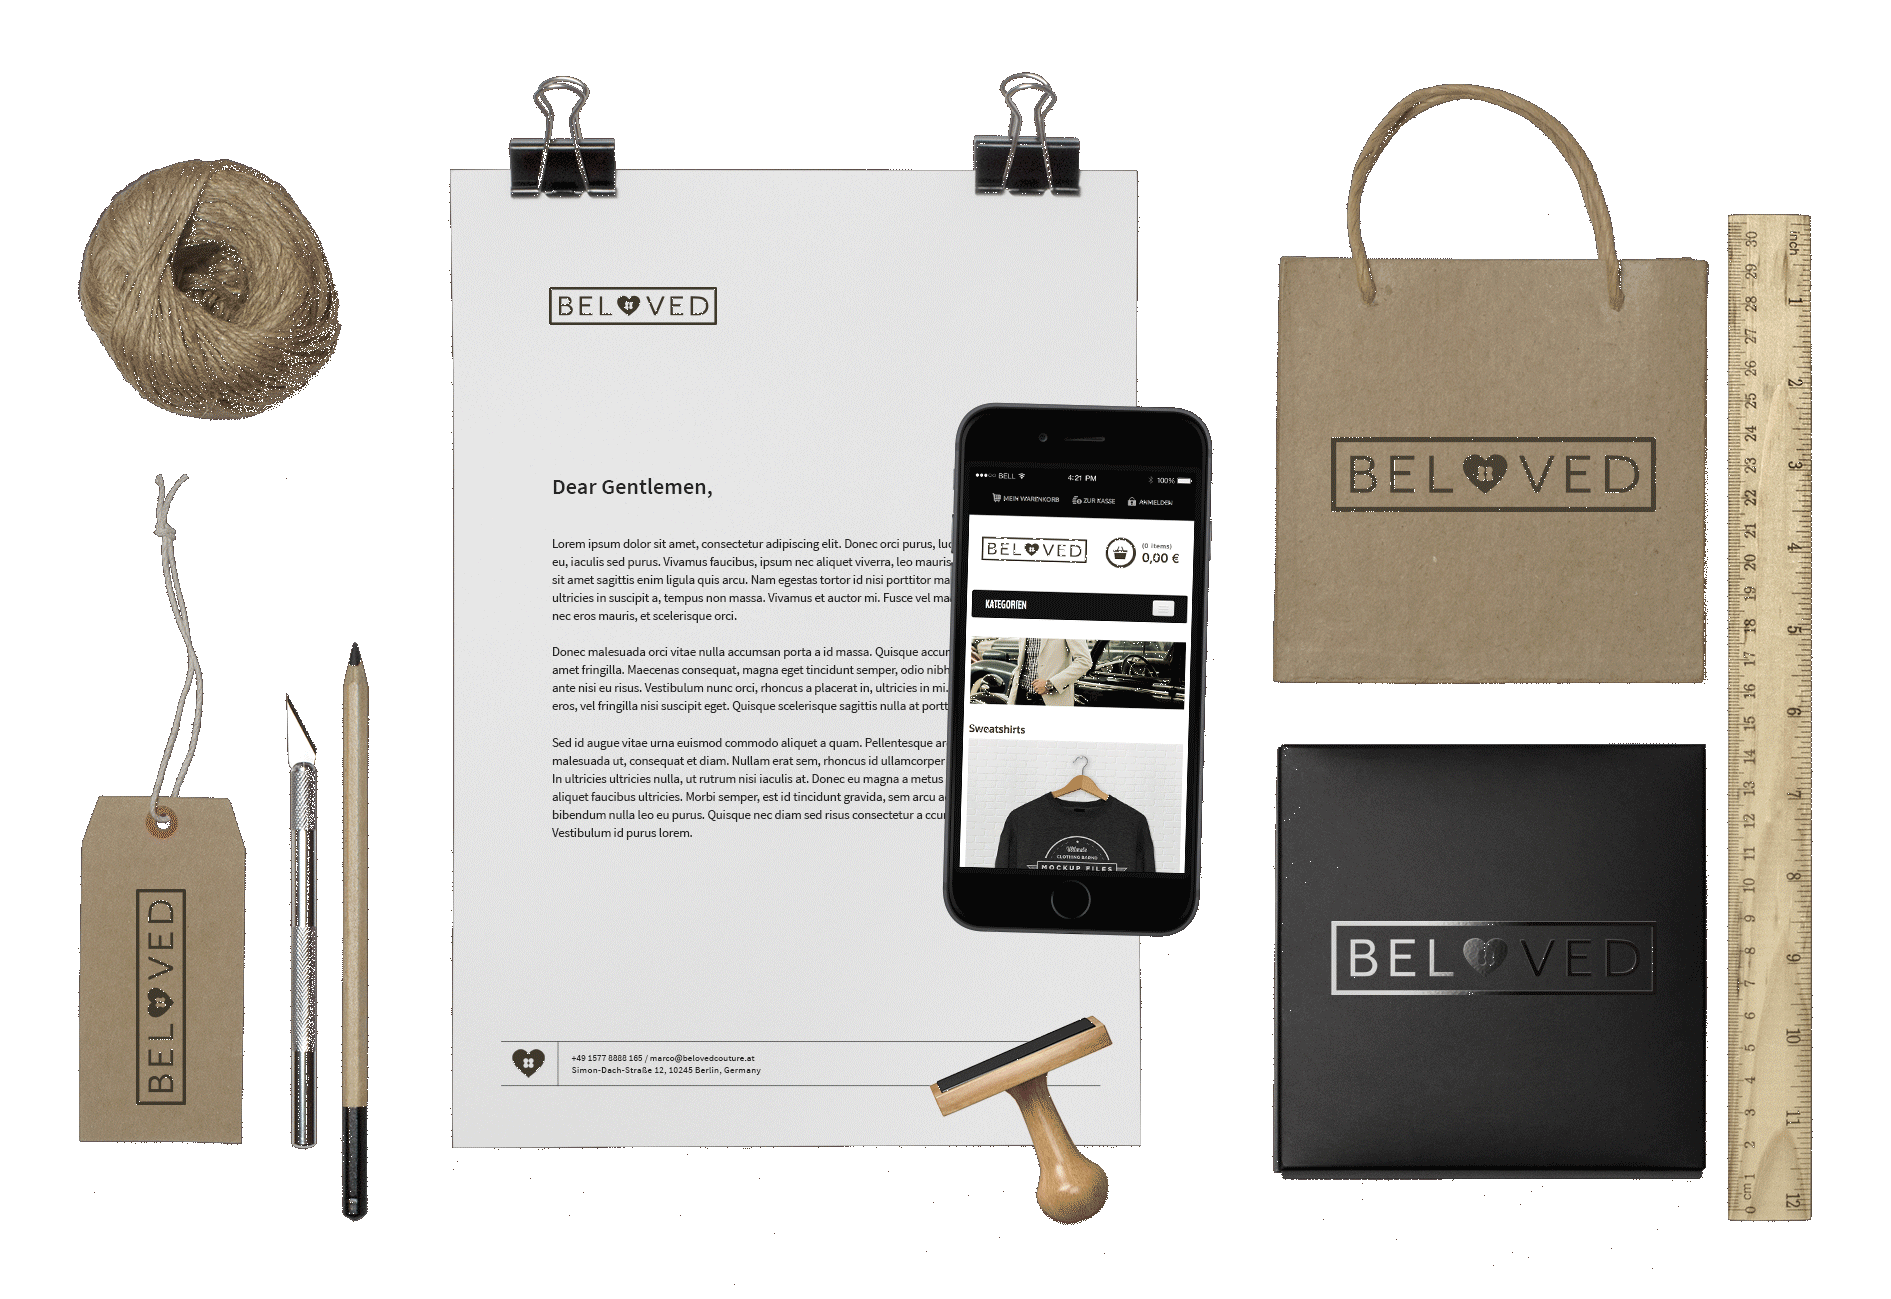 BELOVED
Dear Gentlemen,
Lorem ipsum dolor sit amet, consectetur adipiscing elit. Donec orci purus,
eu, iaculis sed purus. Vivamus faucibus, ipsum nec aliquet viverra, leo mauris
sit amet sagittis enim ligula quis arcu. Nam egestas tortor id nisi porttitor
ultricies in suscipit a, tempus non massa. Vivamus et auctor mi. Fusce vel
nec eros mauris, et scelerisque orci.
Donec malesuada orci vitae nulla accumsan porta a id massa. Quisque
amet fringilla. Maecenas consequat, magna eget tincidunt semper, odio nibh
ante nisi eu risus. Vestibulum nunc orci, rhoncus a placerat in, ultricies in mi.
eros, vel fringilla nisi suscipit eget. Quisque scelerisque sagittis nulla at
Sed id augue vitae urna euismod commodo aliquet a quam. Pellentesque
malesuada ut, consequat et diam. Nullam erat sem, rhoncus id ullamcorper
In ultricies ultricies nulla, ut rutrum nisi iaculis at. Donec eu magna a metus
aliquet faucibus ultricies. Morbi semper, est id tincidunt gravida, sem arcu
bibendum nulla leo eu purus. Quisque nec diam sed risus consectetur a
Vestibulum id purus lorem.
+49 1577 8888 165 / marco@belovedcouture.at
Simon-Dach-Straße 12, 10245 Berlin, Germany
BELL 4:21 PM 100%
MEIN WARENKORB ZUR KASSE ANMELDEN
BELOVED
(0 items)
0,00 €
KATEGORIEN
Sweatshirts
Ultimate
CLOTHING BRAND
MOCKUP FILES
BELOVED
BELOVED
BELOVED
inch
30 29 28 27 26 25 24 23 22 21 20 19 18 17 16 15 14 13 12 11 10 9 8 7 6 5 4 3 2 1 cm 0
1 2 3 4 5 6 7 8 9 10 11 12